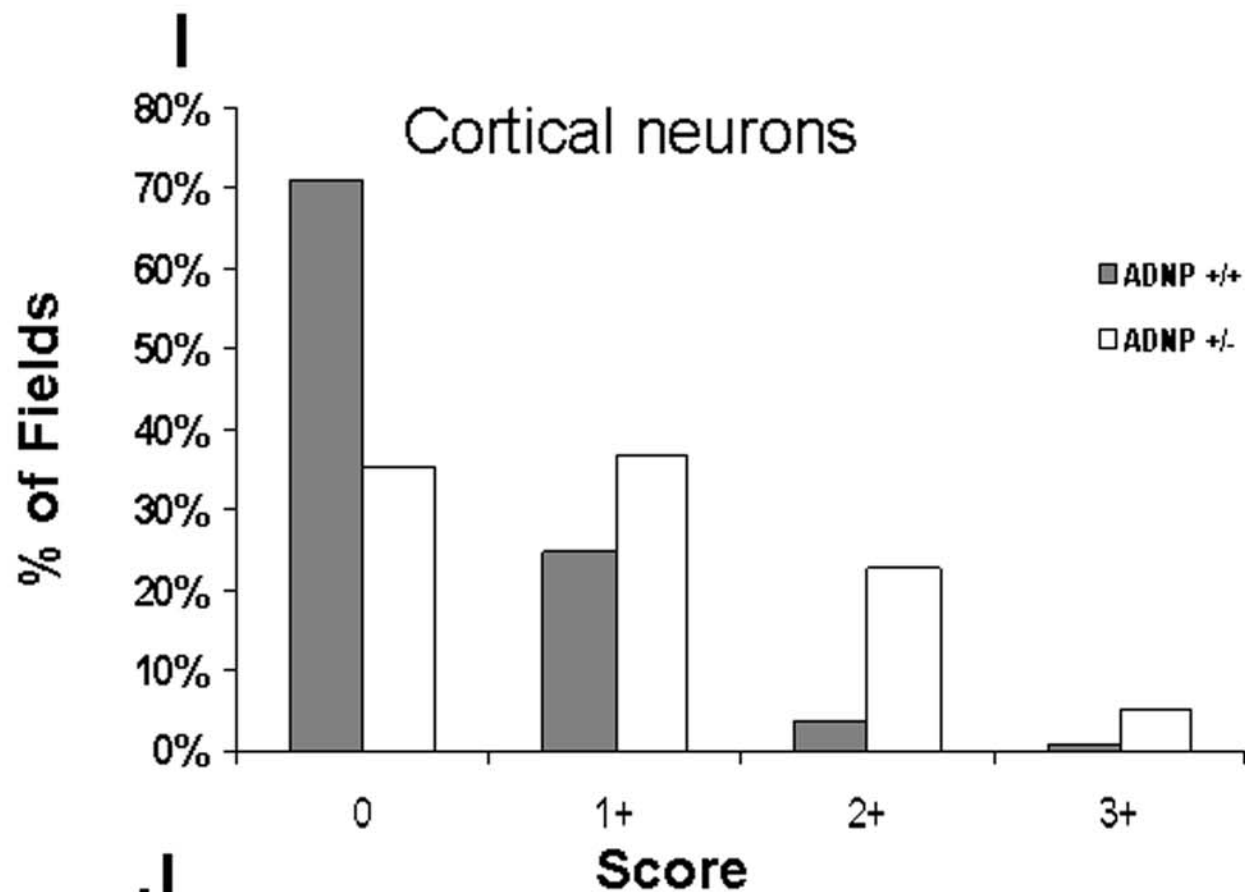 I
Cortical neurons
80%
70%
60%
50%
40%
30%
20%
10%
0%
% of Fields
ADNP +/+
ADNP +/-
0 1+ 2+ 3+
Score
J